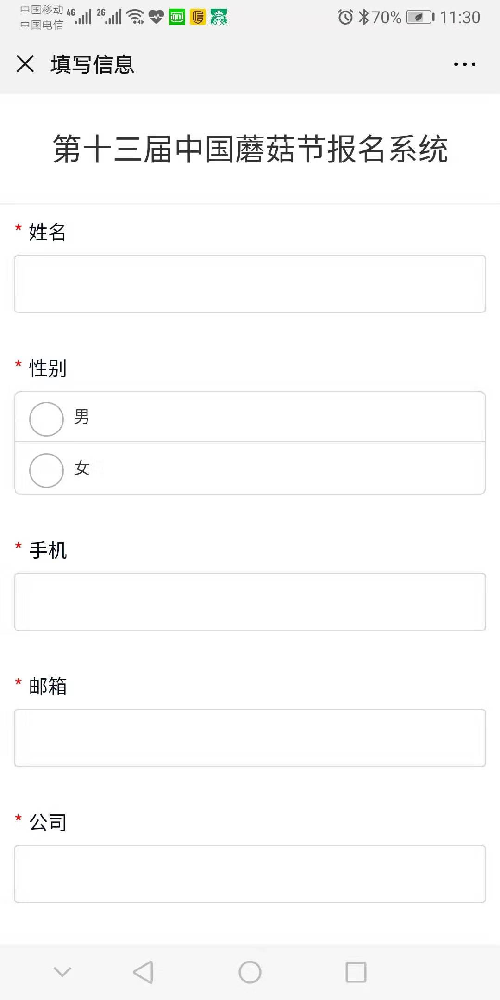 中国移动 4G 2G 70% 11:30
中国电信
填写信息
第十三届中国蘑菇节报名系统
* 姓名
* 性别
男
女
* 手机
* 邮箱
* 公司